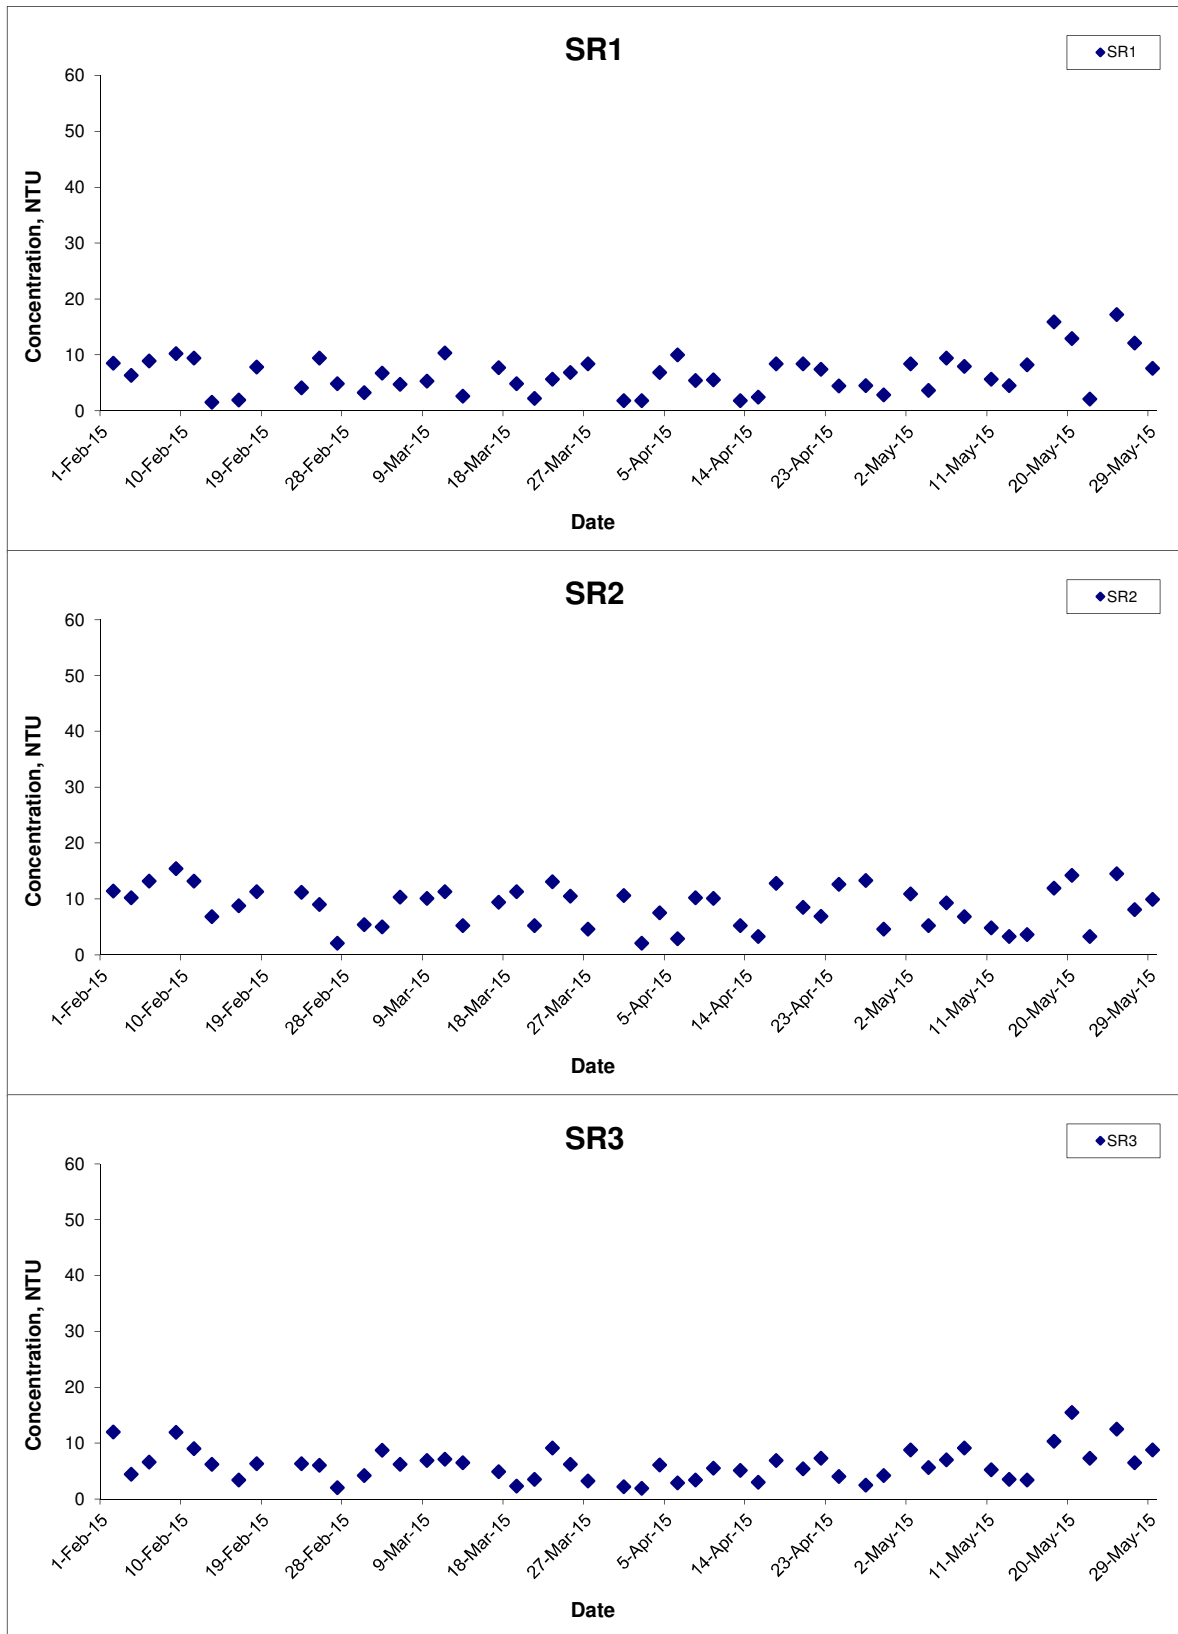 SR1
SR1
60
50
40
30
20
10
0
Concentration, NTU
1-Feb-15
10-Feb-15
19-Feb-15
28-Feb-15
9-Mar-15
18-Mar-15
27-Mar-15
5-Apr-15
14-Apr-15
23-Apr-15
2-May-15
11-May-15
20-May-15
29-May-15
Date
SR2
SR2
60
50
40
30
20
10
0
Concentration, NTU
1-Feb-15
10-Feb-15
19-Feb-15
28-Feb-15
9-Mar-15
18-Mar-15
27-Mar-15
5-Apr-15
14-Apr-15
23-Apr-15
2-May-15
11-May-15
20-May-15
29-May-15
Date
SR3
SR3
60
50
40
30
20
10
0
Concentration, NTU
1-Feb-15
10-Feb-15
19-Feb-15
28-Feb-15
9-Mar-15
18-Mar-15
27-Mar-15
5-Apr-15
14-Apr-15
23-Apr-15
2-May-15
11-May-15
20-May-15
29-May-15
Date